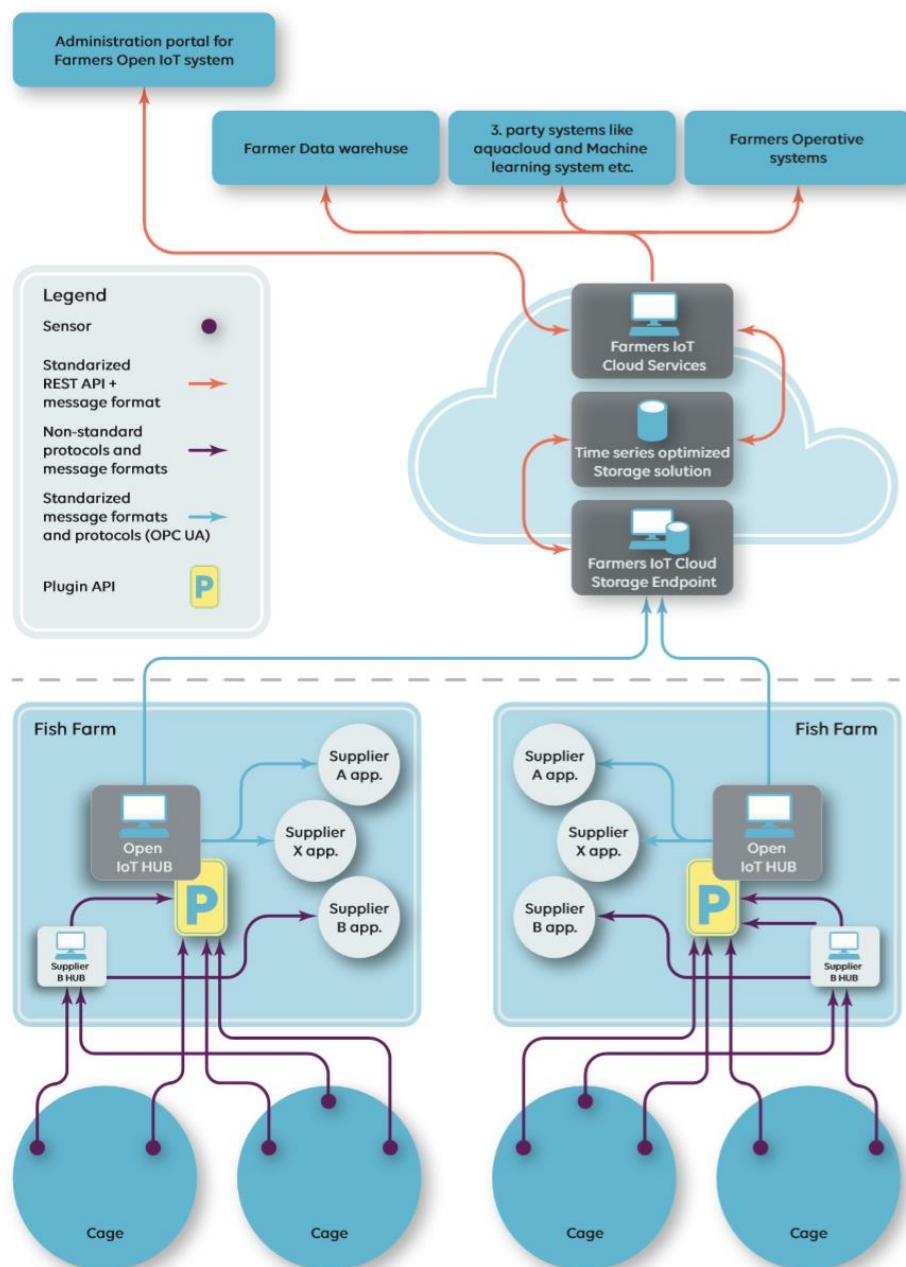 Administration portal for
Farmers Open IoT system
Farmer Data warehuse
3. party systems like
aquacloud and Machine
learning system etc.
Farmers Operative
systems
Legend
Sensor
Standarized
REST API +
message format
Non-standard
protocols and
message formats
Standarized
message formats
and protocols (OPC UA)
Plugin API
P
Farmers IoT
Cloud Services
Time series optimized
Storage solution
Farmers IoT Cloud
Storage Endpoint
Fish Farm
Supplier
A app.
Open
IoT HUB
Supplier
X app.
P
Supplier
B app.
Supplier
B HUB
Cage
Cage
Fish Farm
Supplier
A app.
Supplier
X app.
Open
IoT HUB
P
Supplier
B app.
Supplier
B HUB
Cage
Cage